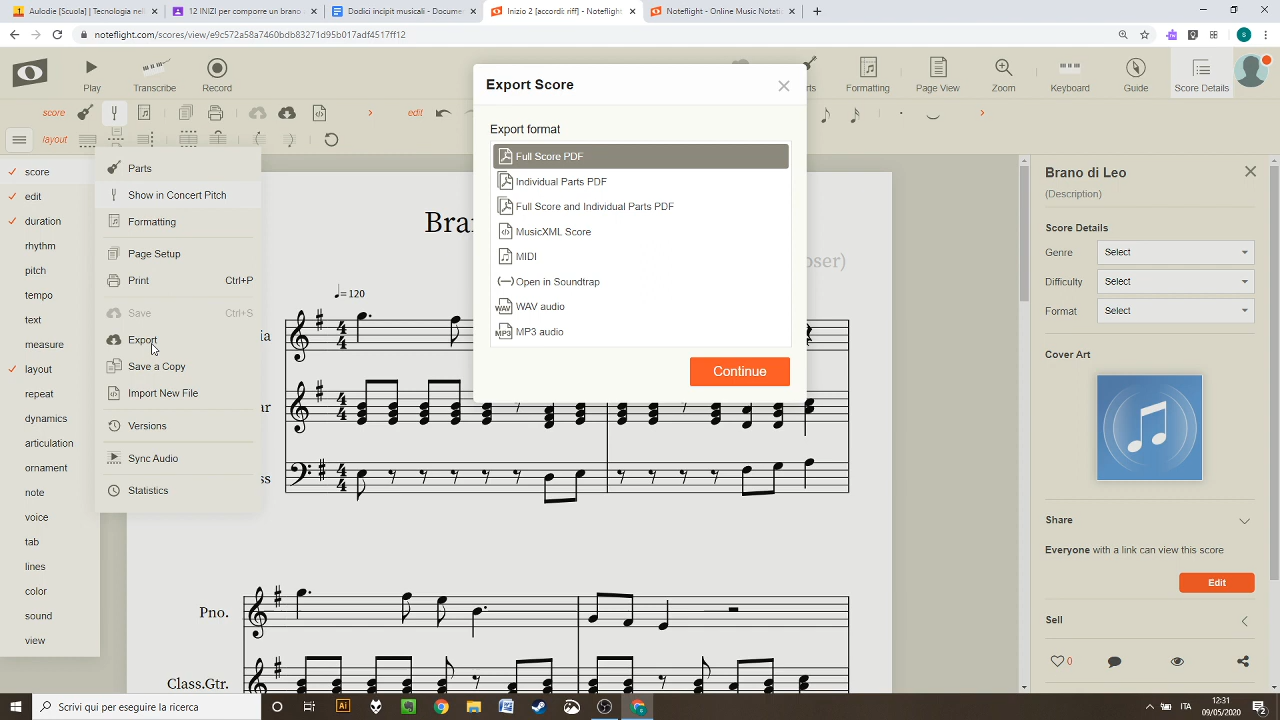 Aulodie [Scuola] | Tecnologia nel
12 INIZI per comporre un brano
Dodici incipit musicali - Docume
Inizio 2 [accordi: riff] - Noteflight
Noteflight - Online Music Notati
noteflight.com/scores/view/e9c572a58a7460bdb83271d95b017adf4517ff12
Play
Transcribe
Record
Formatting
Page View
Zoom
Keyboard
Guide
Score Details
score
edit
layout
score
edit
duration
rhythm
pitch
tempo
text
measure
layout
repeat
dynamics
articulation
ornament
note
voice
tab
lines
color
sound
view
Parts
Show in Concert Pitch
Formatting
Page Setup
Print Ctrl+P
Save Ctrl+S
Export
Save a Copy
Import New File
Versions
Sync Audio
Statistics
Export Score
Export format
Full Score PDF
Individual Parts PDF
Full Score and Individual Parts PDF
MusicXML Score
MIDI
Open in Soundtrap
WAV WAV audio
MP3 MP3 audio
Continue
=120
Pno.
Class.Gtr.
Brano di Leo
(Description)
Score Details
Genre Select
Difficulty Select
Format Select
Cover Art
Share
Everyone with a link can view this score
Edit
Sell
0
Scrivi qui per eseguire la ricerca
Ai
ITA
12:31
09/05/2020
2